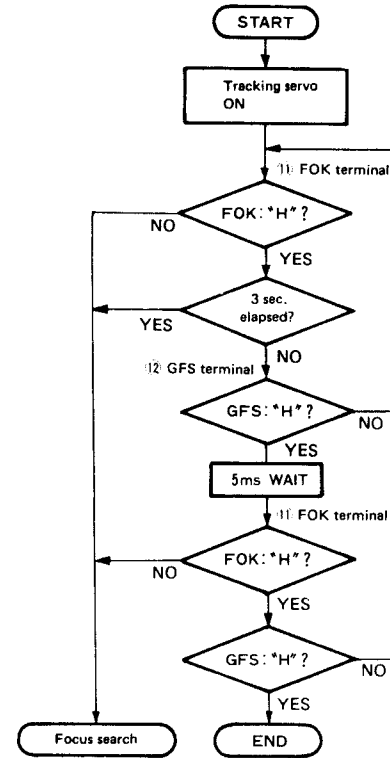 START
Tracking servo
ON
⑪ FOK terminal
FOK: "H" ?
NO
YES
3 sec.
elapsed?
YES
NO
⑫ GFS terminal
GFS: "H" ?
NO
YES
5ms WAIT
⑪ FOK terminal
FOK: "H" ?
NO
YES
GFS: "H" ?
NO
YES
Focus search
END